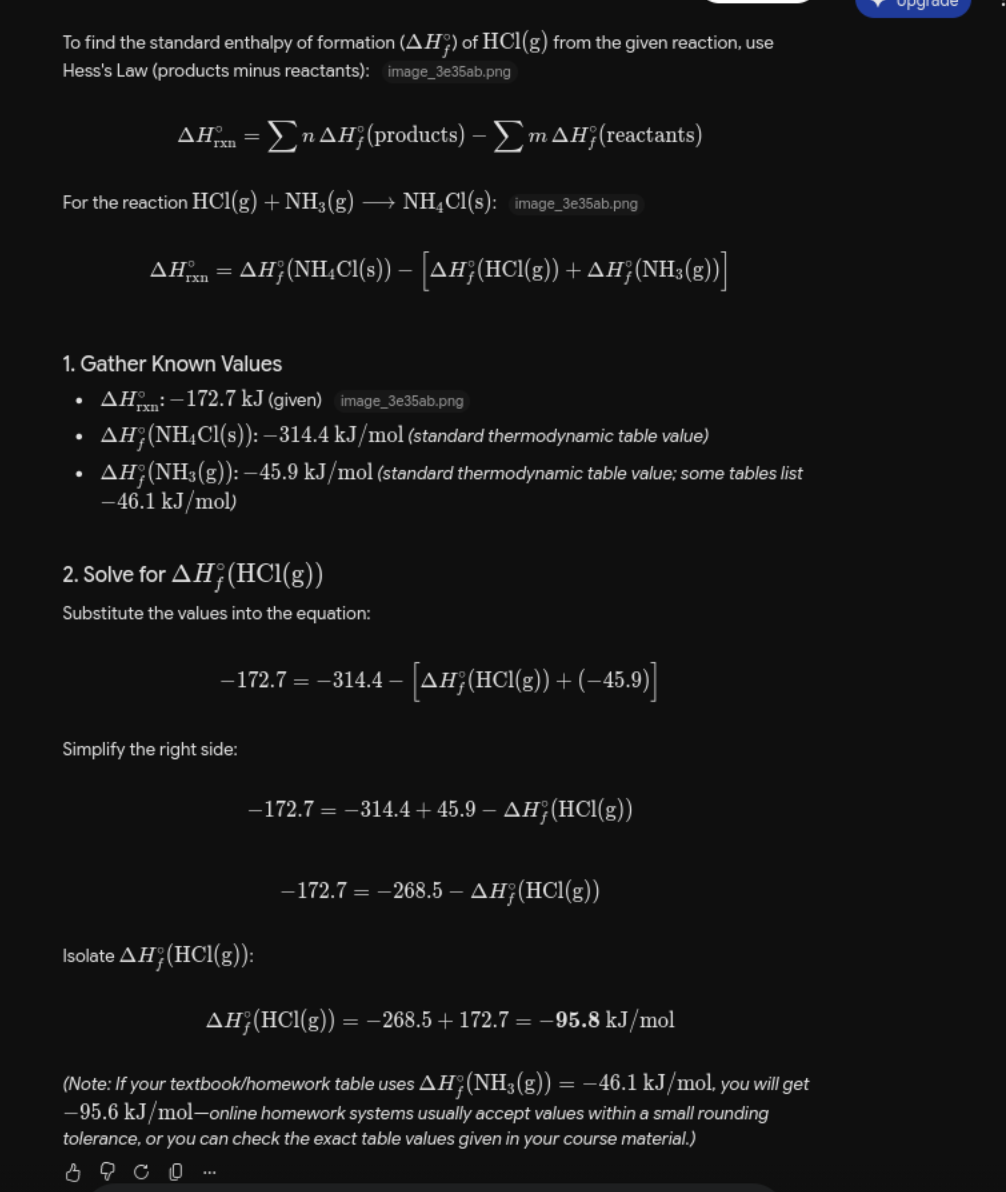 Upgrade
To find the standard enthalpy of formation (ΔH°f) of HCl(g) from the given reaction, use
Hess's Law (products minus reactants): image_3e35ab.png
ΔH°rxn = ∑ n ΔH°f(products) − ∑ m ΔH°f(reactants)
For the reaction HCl(g) + NH₃(g) ⟶ NH₄Cl(s): image_3e35ab.png
ΔH°rxn = ΔH°f(NH₄Cl(s)) − [ΔH°f(HCl(g)) + ΔH°f(NH₃(g))]
1. Gather Known Values
• ΔH°rxn: −172.7 kJ (given) image_3e35ab.png
• ΔH°f(NH₄Cl(s)): −314.4 kJ/mol (standard thermodynamic table value)
• ΔH°f(NH₃(g)): −45.9 kJ/mol (standard thermodynamic table value; some tables list
−46.1 kJ/mol)
2. Solve for ΔH°f(HCl(g))
Substitute the values into the equation:
−172.7 = −314.4 − [ΔH°f(HCl(g)) + (−45.9)]
Simplify the right side:
−172.7 = −314.4 + 45.9 − ΔH°f(HCl(g))
−172.7 = −268.5 − ΔH°f(HCl(g))
Isolate ΔH°f(HCl(g)):
ΔH°f(HCl(g)) = −268.5 + 172.7 = −95.8 kJ/mol
(Note: If your textbook/homework table uses ΔH°f(NH₃(g)) = −46.1 kJ/mol, you will get
−95.6 kJ/mol—online homework systems usually accept values within a small rounding
tolerance, or you can check the exact table values given in your course material.)